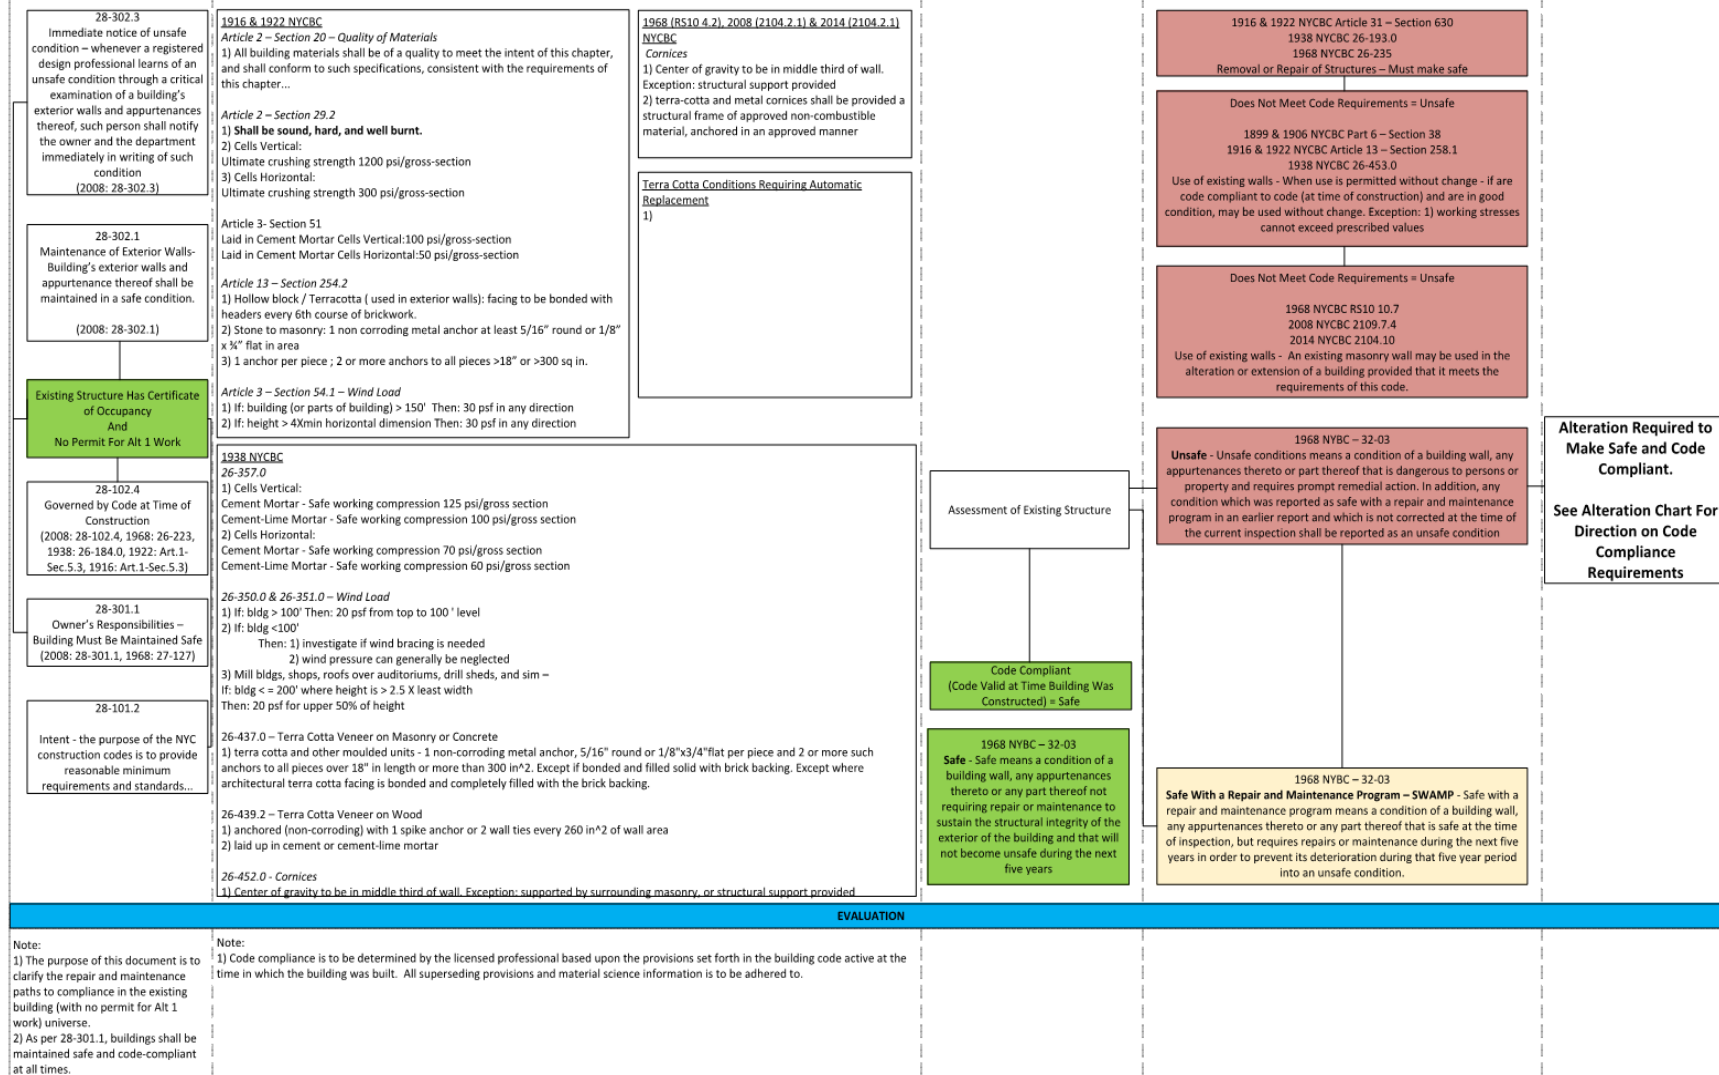 28-302.3
Immediate notice of unsafe
condition – whenever a registered
design professional learns of an
unsafe condition through a critical
examination of a building's
exterior walls and appurtenances
thereof, such person shall notify
the owner and the department
immediately in writing of such
condition
(2008: 28-302.3)
28-302.1
Maintenance of Exterior Walls-
Building's exterior walls and
appurtenance thereof shall be
maintained in a safe condition.
(2008: 28-302.1)
Existing Structure Has Certificate
of Occupancy
And
No Permit For Alt 1 Work
28-102.4
Governed by Code at Time of
Construction
(2008: 28-102.4, 1968: 26-223,
1938: 26-184.0, 1922: Art.1-
Sec.5.3, 1916: Art.1-Sec.5.3)
28-301.1
Owner's Responsibilities –
Building Must Be Maintained Safe
(2008: 28-301.1, 1968: 27-127)
28-101.2
Intent - the purpose of the NYC
construction codes is to provide
reasonable minimum
requirements and standards...
1916 & 1922 NYCBC
Article 2 – Section 20 – Quality of Materials
1) All building materials shall be of a quality to meet the intent of this chapter,
and shall conform to such specifications, consistent with the requirements of
this chapter...
Article 2 – Section 29.2
1) Shall be sound, hard, and well burnt.
2) Cells Vertical:
Ultimate crushing strength 1200 psi/gross-section
3) Cells Horizontal:
Ultimate crushing strength 300 psi/gross-section
Article 3- Section 51
Laid in Cement Mortar Cells Vertical:100 psi/gross-section
Laid in Cement Mortar Cells Horizontal:50 psi/gross-section
Article 13 – Section 254.2
1) Hollow block / Terracotta ( used in exterior walls): facing to be bonded with
headers every 6th course of brickwork.
2) Stone to masonry: 1 non corroding metal anchor at least 5/16” round or 1/8”
x ¾” flat in area
3) 1 anchor per piece ; 2 or more anchors to all pieces >18” or >300 sq in.
Article 3 – Section 54.1 – Wind Load
1) If: building (or parts of building) > 150'  Then: 30 psf in any direction
2) If: height > 4Xmin horizontal dimension Then: 30 psf in any direction
1968 (RS10 4.2), 2008 (2104.2.1) & 2014 (2104.2.1)
NYCBC
Cornices
1) Center of gravity to be in middle third of wall.
Exception: structural support provided
2) terra-cotta and metal cornices shall be provided a
structural frame of approved non-combustible
material, anchored in an approved manner
Terra Cotta Conditions Requiring Automatic
Replacement
1)
1938 NYCBC
26-357.0
1) Cells Vertical:
Cement Mortar - Safe working compression 125 psi/gross section
Cement-Lime Mortar - Safe working compression 100 psi/gross section
2) Cells Horizontal:
Cement Mortar - Safe working compression 70 psi/gross section
Cement-Lime Mortar - Safe working compression 60 psi/gross section
26-350.0 & 26-351.0 – Wind Load
1) If: bldg > 100' Then: 20 psf from top to 100 ' level
2) If: bldg <100'
Then: 1) investigate if wind bracing is needed
2) wind pressure can generally be neglected
3) Mill bldgs, shops, roofs over auditoriums, drill sheds, and sim –
If: bldg < = 200' where height is > 2.5 X least width
Then: 20 psf for upper 50% of height
26-437.0 – Terra Cotta Veneer on Masonry or Concrete
1) terra cotta and other moulded units - 1 non-corroding metal anchor, 5/16" round or 1/8"x3/4"flat per piece and 2 or more such
anchors to all pieces over 18" in length or more than 300 in^2. Except if bonded and filled solid with brick backing. Except where
architectural terra cotta facing is bonded and completely filled with the brick backing.
26-439.2 – Terra Cotta Veneer on Wood
1) anchored (non-corroding) with 1 spike anchor or 2 wall ties every 260 in^2 of wall area
2) laid up in cement or cement-lime mortar
26-452.0 - Cornices
1) Center of gravity to be in middle third of wall. Exception: supported by surrounding masonry, or structural support provided
Assessment of Existing Structure
Code Compliant
(Code Valid at Time Building Was
Constructed) = Safe
1968 NYBC – 32-03
Safe - Safe means a condition of a
building wall, any appurtenances
thereto or any part thereof not
requiring repair or maintenance to
sustain the structural integrity of the
exterior of the building and that will
not become unsafe during the next
five years
1916 & 1922 NYCBC Article 31 – Section 630
1938 NYCBC 26-193.0
1968 NYCBC 26-235
Removal or Repair of Structures – Must make safe
Does Not Meet Code Requirements = Unsafe
1899 & 1906 NYCBC Part 6 – Section 38
1916 & 1922 NYCBC Article 13 – Section 258.1
1938 NYCBC 26-453.0
Use of existing walls - When use is permitted without change - if are
code compliant to code (at time of construction) and are in good
condition, may be used without change. Exception: 1) working stresses
cannot exceed prescribed values
Does Not Meet Code Requirements = Unsafe
1968 NYCBC RS10 10.7
2008 NYCBC 2109.7.4
2014 NYCBC 2104.10
Use of existing walls -  An existing masonry wall may be used in the
alteration or extension of a building provided that it meets the
requirements of this code.
1968 NYBC – 32-03
Unsafe - Unsafe conditions means a condition of a building wall, any
appurtenances thereto or part thereof that is dangerous to persons or
property and requires prompt remedial action. In addition, any
condition which was reported as safe with a repair and maintenance
program in an earlier report and which is not corrected at the time of
the current inspection shall be reported as an unsafe condition
1968 NYBC – 32-03
Safe With a Repair and Maintenance Program – SWAMP - Safe with a
repair and maintenance program means a condition of a building wall,
any appurtenances thereto or any part thereof that is safe at the time
of inspection, but requires repairs or maintenance during the next five
years in order to prevent its deterioration during that five year period
into an unsafe condition.
Alteration Required to
Make Safe and Code
Compliant.
See Alteration Chart For
Direction on Code
Compliance
Requirements
EVALUATION
Note:
1) The purpose of this document is to
clarify the repair and maintenance
paths to compliance in the existing
building (with no permit for Alt 1
work) universe.
2) As per 28-301.1, buildings shall be
maintained safe and code-compliant
at all times.
Note:
1) Code compliance is to be determined by the licensed professional based upon the provisions set forth in the building code active at the
time in which the building was built.  All superseding provisions and material science information is to be adhered to.